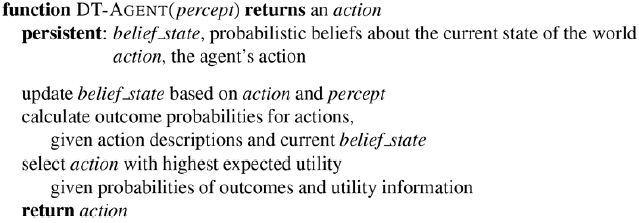 function DT-AGENT(percept) returns an action
persistent: belief_state, probabilistic beliefs about the current state of the world
action, the agent's action
update belief_state based on action and percept
calculate outcome probabilities for actions,
given action descriptions and current belief_state
select action with highest expected utility
given probabilities of outcomes and utility information
return action